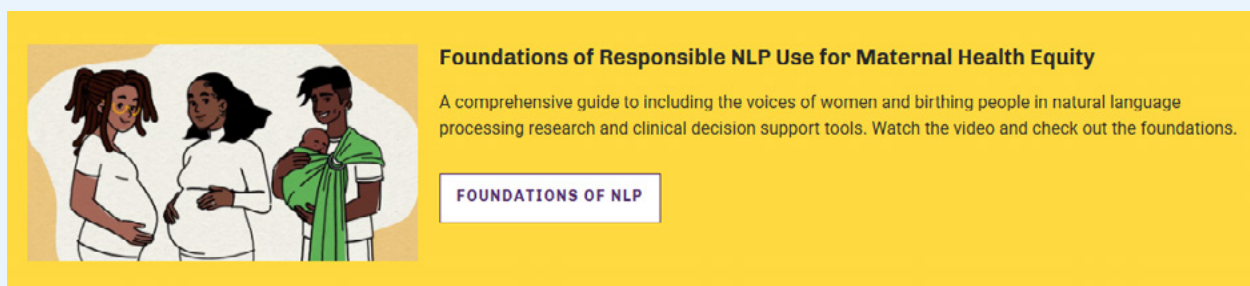 Foundations of Responsible NLP Use for Maternal Health Equity
A comprehensive guide to including the voices of women and birthing people in natural language
processing research and clinical decision support tools. Watch the video and check out the foundations.
FOUNDATIONS OF NLP